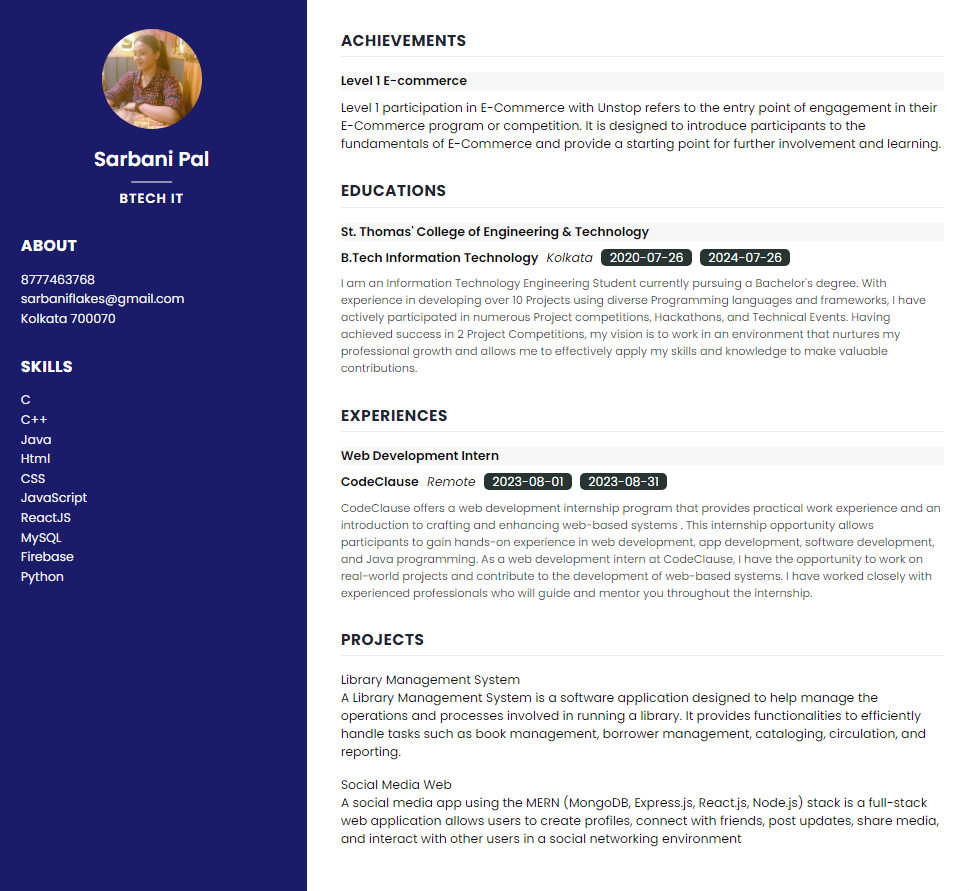 Sarbani Pal
BTECH IT
ABOUT
8777463768
sarbaniflakes@gmail.com
Kolkata 700070
SKILLS
C
C++
Java
Html
CSS
JavaScript
ReactJS
MySQL
Firebase
Python
ACHIEVEMENTS
Level 1 E-commerce
Level 1 participation in E-Commerce with Unstop refers to the entry point of engagement in their
E-Commerce program or competition. It is designed to introduce participants to the
fundamentals of E-Commerce and provide a starting point for further involvement and learning.
EDUCATIONS
St. Thomas' College of Engineering & Technology
B.Tech Information Technology Kolkata 2020-07-26 2024-07-26
I am an Information Technology Engineering Student currently pursuing a Bachelor's degree. With
experience in developing over 10 Projects using diverse Programming languages and frameworks, I have
actively participated in numerous Project competitions, Hackathons, and Technical Events. Having
achieved success in 2 Project Competitions, my vision is to work in an environment that nurtures my
professional growth and allows me to effectively apply my skills and knowledge to make valuable
contributions.
EXPERIENCES
Web Development Intern
CodeClause Remote 2023-08-01 2023-08-31
CodeClause offers a web development internship program that provides practical work experience and an
introduction to crafting and enhancing web-based systems . This internship opportunity allows
participants to gain hands-on experience in web development, app development, software development,
and Java programming. As a web development intern at CodeClause, I have the opportunity to work on
real-world projects and contribute to the development of web-based systems. I have worked closely with
experienced professionals who will guide and mentor you throughout the internship.
PROJECTS
Library Management System
A Library Management System is a software application designed to help manage the
operations and processes involved in running a library. It provides functionalities to efficiently
handle tasks such as book management, borrower management, cataloging, circulation, and
reporting.
Social Media Web
A social media app using the MERN (MongoDB, Express.js, React.js, Node.js) stack is a full-stack
web application allows users to create profiles, connect with friends, post updates, share media,
and interact with other users in a social networking environment